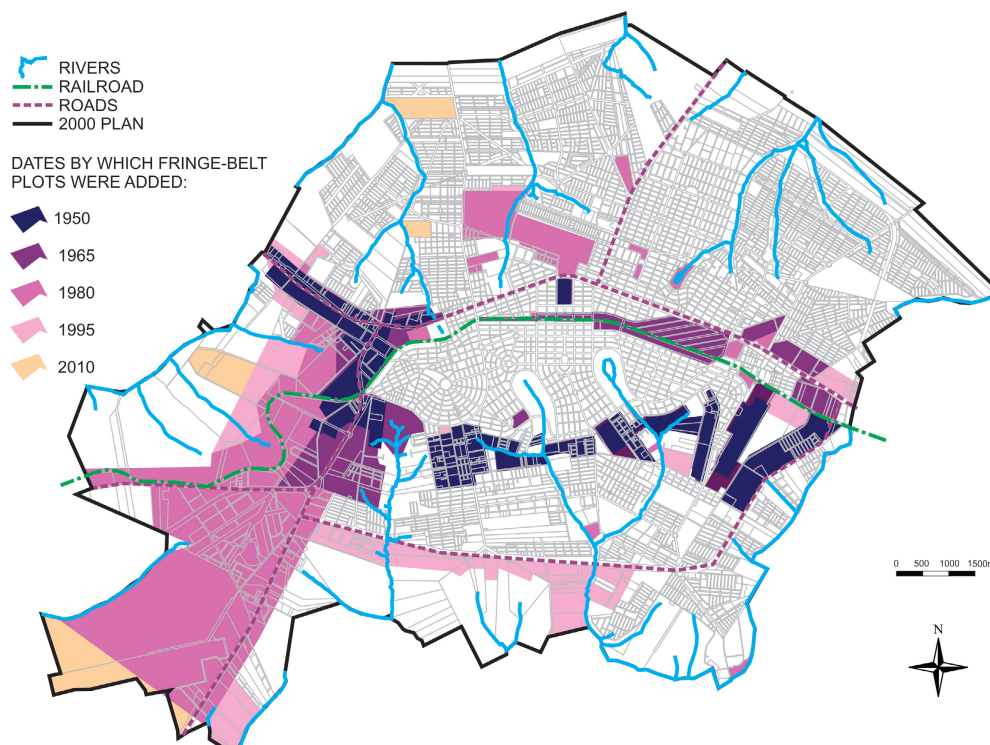 RIVERS
RAILROAD
ROADS
2000 PLAN
DATES BY WHICH FRINGE-BELT
PLOTS WERE ADDED:
1950
1965
1980
1995
2010
0 500 1000 1500m
N